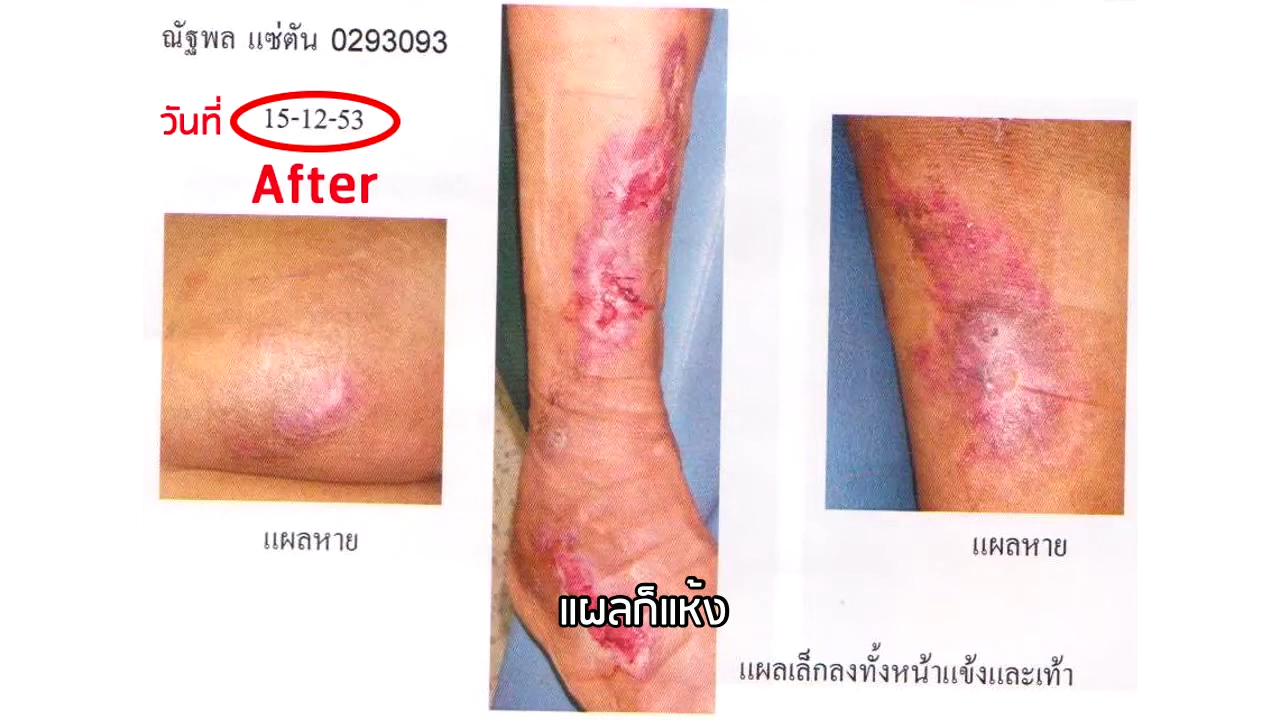 ณัฐพล แซ่ตัน 0293093
วันที่ 15-12-53
After
แผลหาย
แผลหาย
แผลก็แห้ง
แผลเล็กลงทั้งหน้าแข้งและเท้า